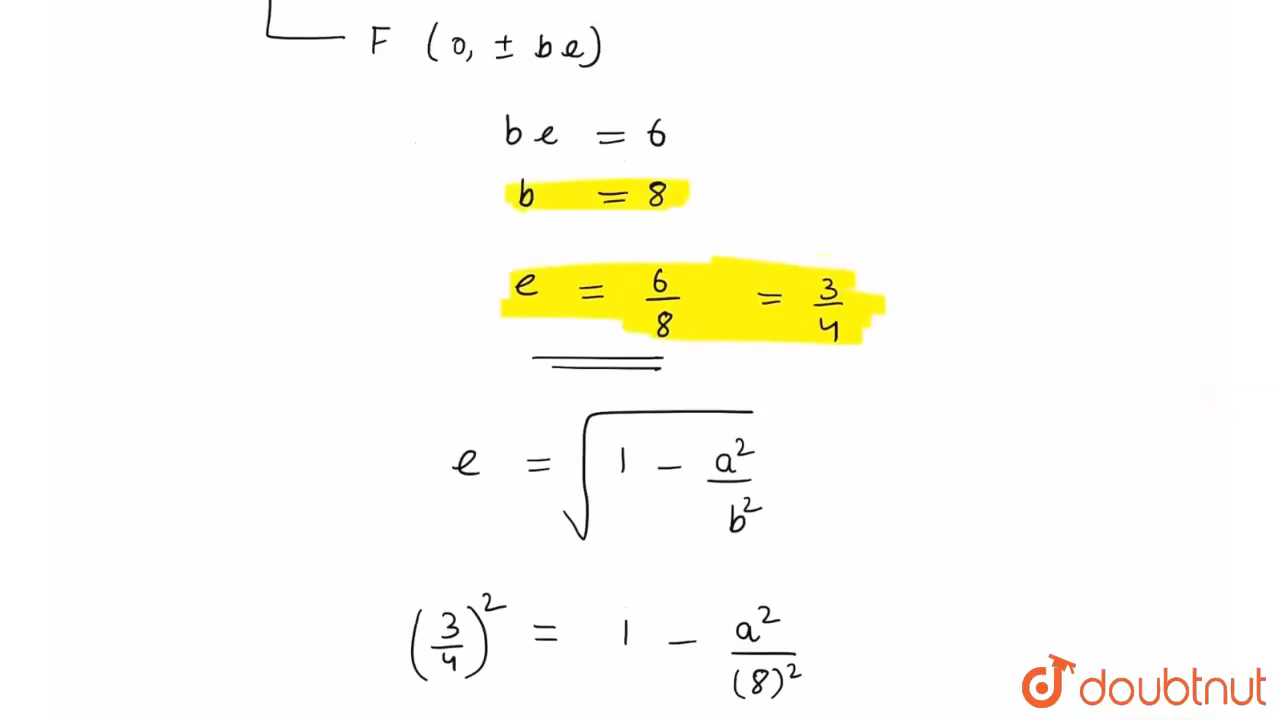 F (0, ± be)
be = 6
b = 8
e = 6/8 = 3/4
e = √(1 - a²/b²)
(3/4)² = 1 - a²/(8)²
doubtnut